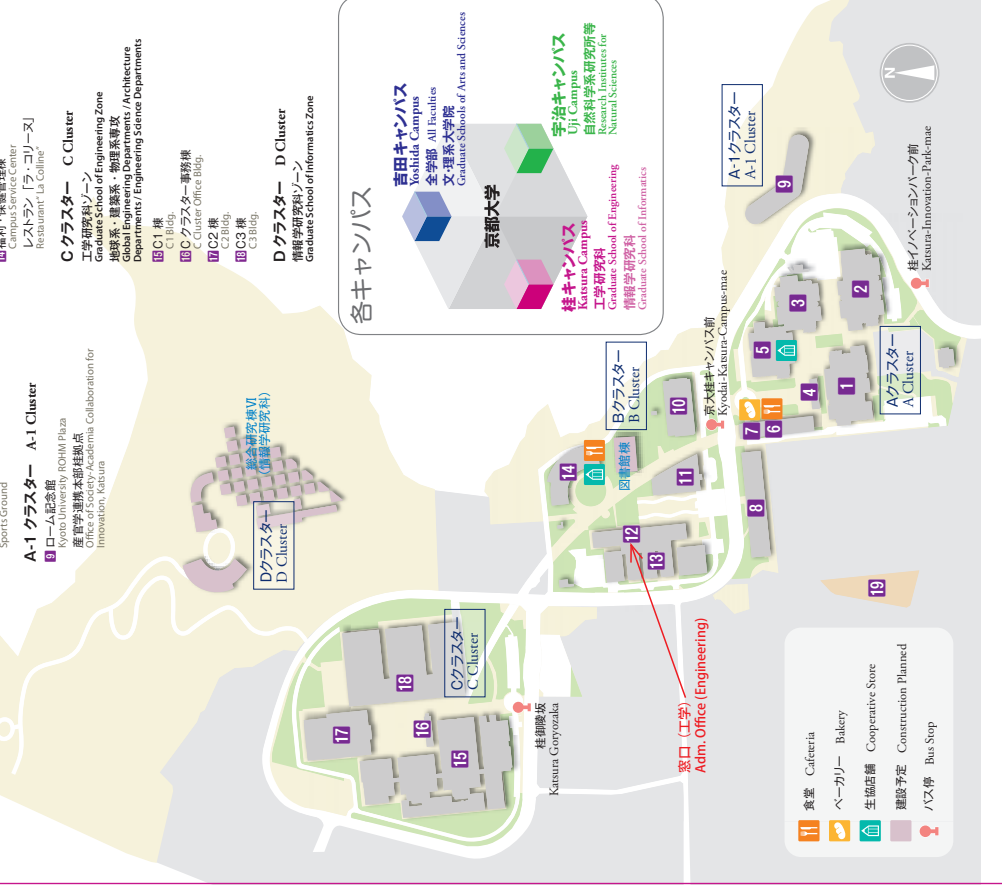 Sports Ground
A-1 クラスター A-1 Cluster
9 ローム記念館
Kyoto University ROHM Plaza
産官学連携本部桂拠点
Office of Society-Academia Collaboration for
Innovation, Katsura
14 福利・保健管理棟
Campus Service Center
レストラン「ラ・コリーヌ」
Restaurant "La Colline"
C クラスター C Cluster
工学研究科ゾーン
Graduate School of Engineering Zone
地球系・建築系・物理系専攻
Global Engineering Departments / Architecture
Departments / Engineering Science Departments
15 C1 棟
C1 Bldg.
16 C クラスター事務棟
C Cluster Office Bldg.
17 C2 棟
C2 Bldg.
18 C3 棟
C3 Bldg.
D クラスター D Cluster
情報学研究科ゾーン
Graduate School of Informatics Zone
各キャンパス
吉田キャンパス
Yoshida Campus
全学部 All Faculties
文・理系大学院
Graduate Schools of Arts and Sciences
京都大学
桂キャンパス
Katsura Campus
工学研究科
Graduate School of Engineering
情報学研究科
Graduate School of Informatics
宇治キャンパス
Uji Campus
自然科学系研究所等
Research Institutes for
Natural Sciences
N
総合研究棟VI
(情報学研究科)
Dクラスター
D Cluster
17
18
16
15
Cクラスター
C Cluster
桂御陵坂
Katsura Goryozaka
14
図書館棟
Bクラスター
B Cluster
10
11
12
13
8
京大桂キャンパス前
Kyodai-Katsura-Campus-mae
7
6
5
4
3
2
1
Aクラスター
A Cluster
A-1クラスター
A-1 Cluster
9
桂イノベーションパーク前
Katsura-Innovation-Park-mae
19
窓口(工学)
Adm. Office (Engineering)
食堂 Cafeteria
ベーカリー Bakery
生協店舗 Cooperative Store
建設予定 Construction Planned
バス停 Bus Stop